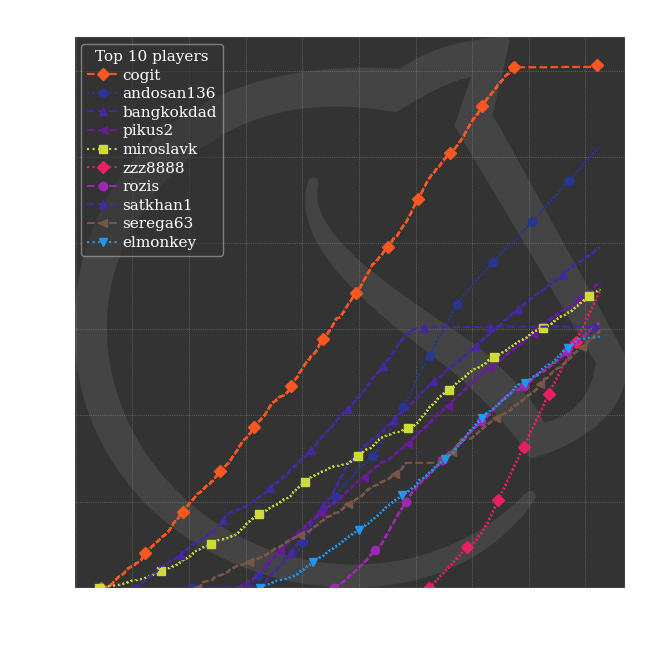 Top 10 players
cogit
andosan136
bangkokdad
pikus2
miroslavk
zzz8888
rozis
satkhan1
serega63
elmonkey